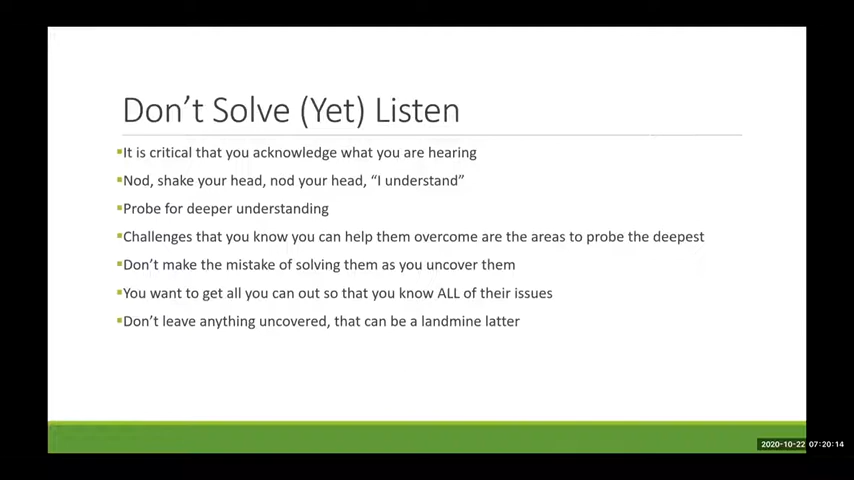 Don't Solve (Yet) Listen
▪It is critical that you acknowledge what you are hearing
▪Nod, shake your head, nod your head, “I understand”
▪Probe for deeper understanding
▪Challenges that you know you can help them overcome are the areas to probe the deepest
▪Don't make the mistake of solving them as you uncover them
▪You want to get all you can out so that you know ALL of their issues
▪Don't leave anything uncovered, that can be a landmine latter
2020-10-22 07:20:14